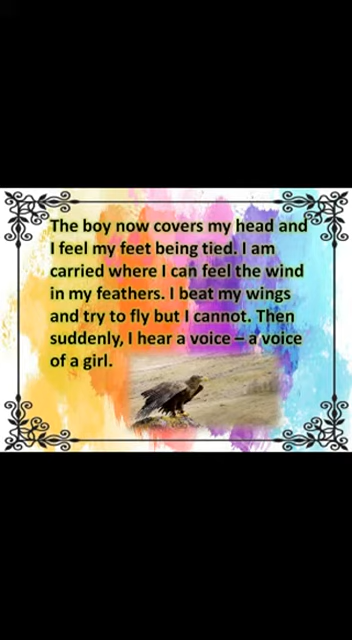 The boy now covers my head and
I feel my feet being tied. I am
carried where I can feel the wind
in my feathers. I beat my wings
and try to fly but I cannot. Then
suddenly, I hear a voice – a voice
of a girl.